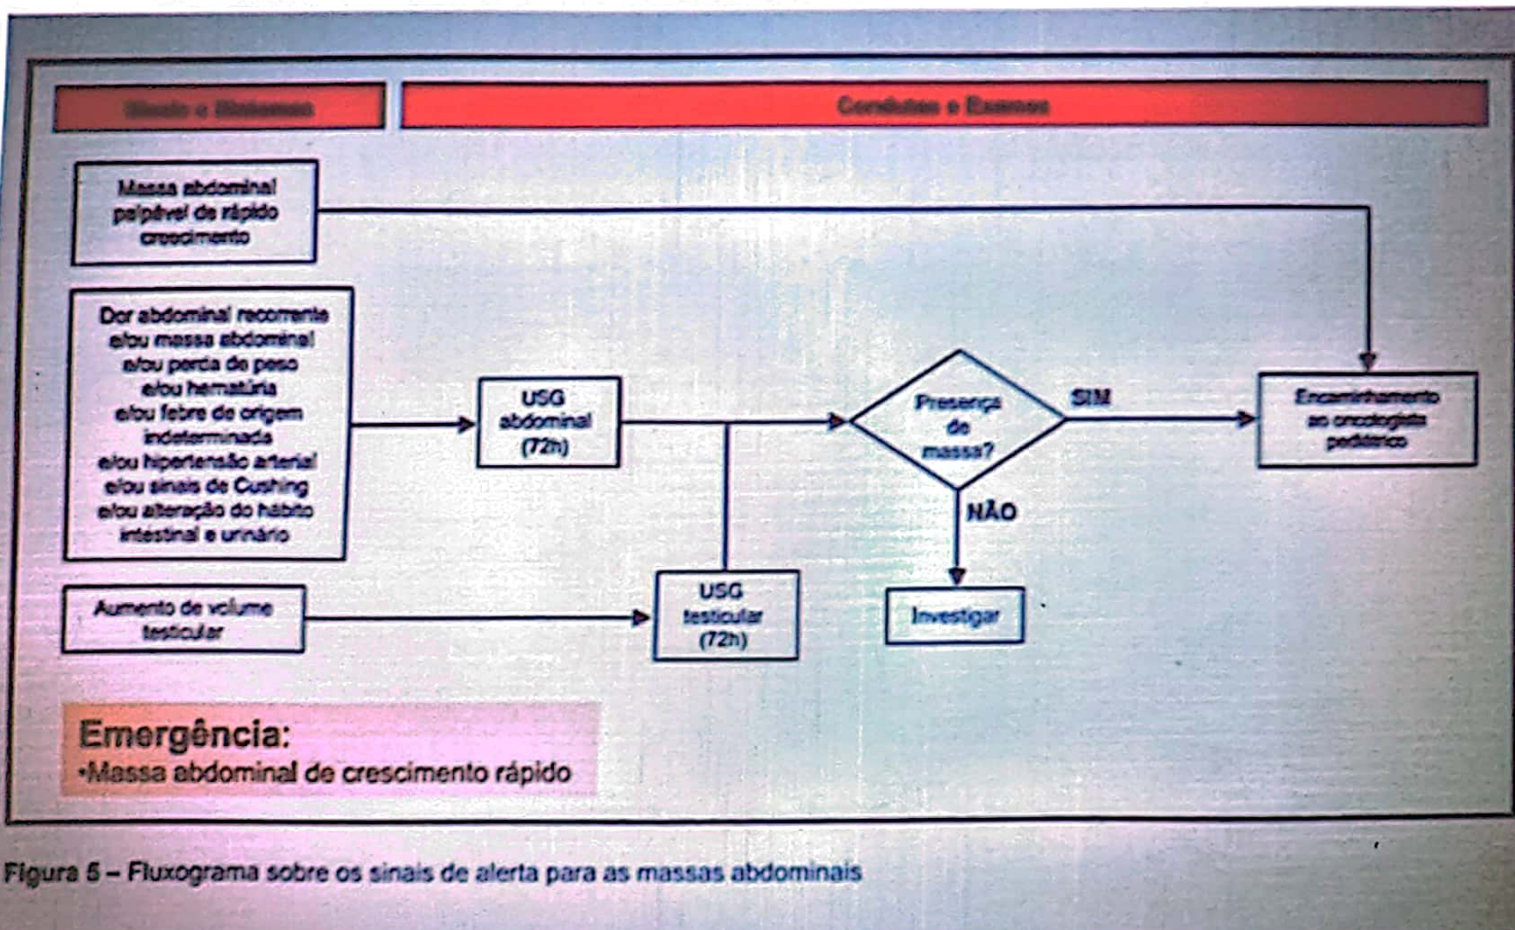 Sinais e Sintomas
Condutas e Exames
Massa abdominal
palpável de rápido
crescimento
Dor abdominal recorrente
e/ou massa abdominal
e/ou perda de peso
e/ou hematúria
e/ou febre de origem
indeterminada
e/ou hipertensão arterial
e/ou sinais de Cushing
e/ou alteração do hábito
intestinal e urinário
Aumento de volume
testicular
USG
abdominal
(72h)
USG
testicular
(72h)
Presença
de
massa?
SIM
NÃO
Investigar
Encaminhamento
ao oncologista
pediátrico
Emergência:
•Massa abdominal de crescimento rápido
Figura 5 – Fluxograma sobre os sinais de alerta para as massas abdominais